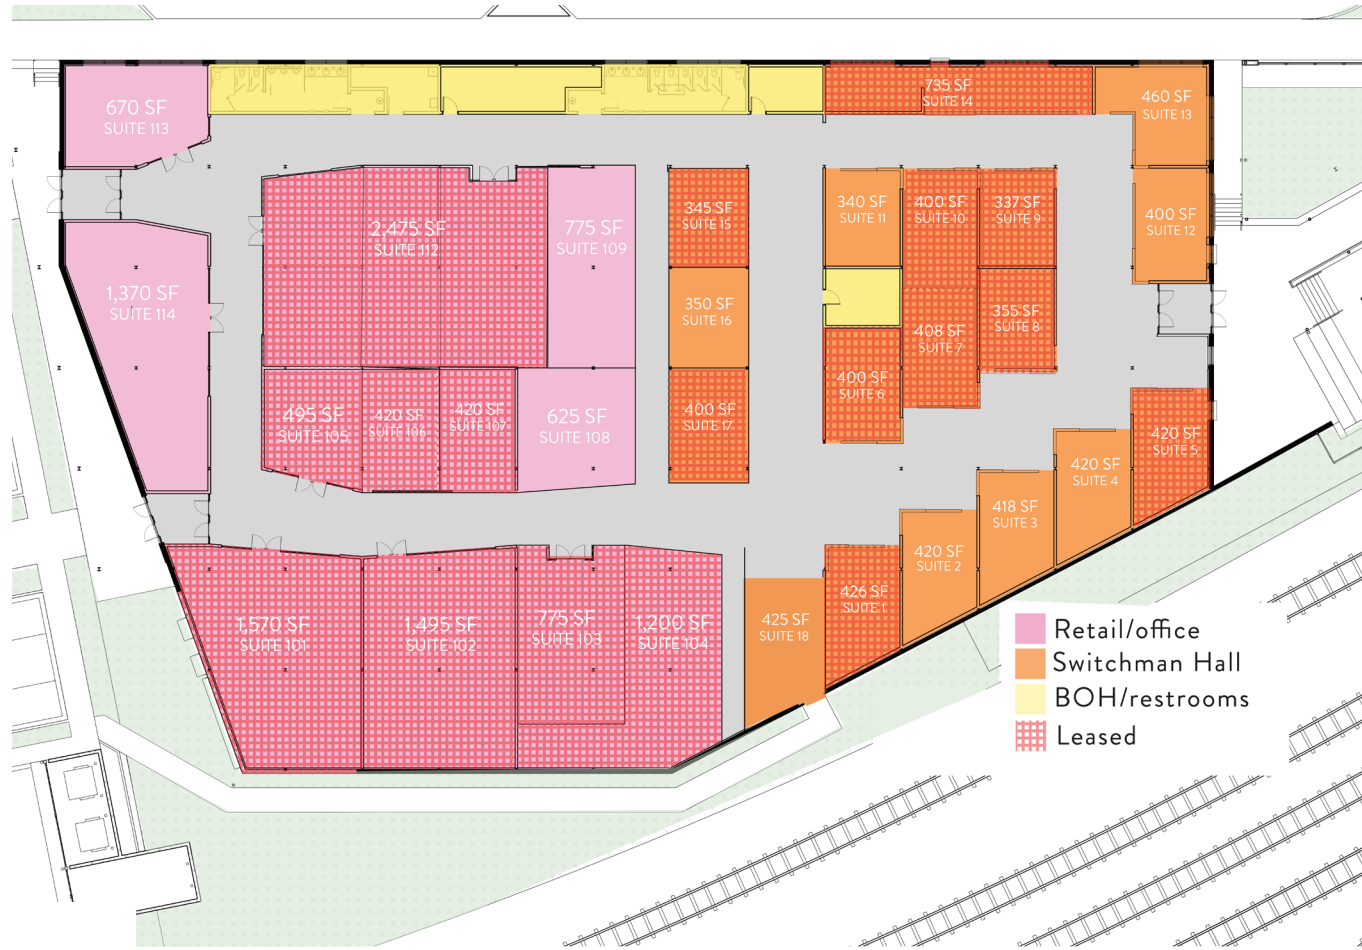 670 SF
SUITE 113
735 SF
SUITE 14
460 SF
SUITE 13
2,475 SF
SUITE 112
775 SF
SUITE 109
345 SF
SUITE 15
340 SF
SUITE 11
400 SF
SUITE 10
337 SF
SUITE 9
400 SF
SUITE 12
1,370 SF
SUITE 114
350 SF
SUITE 16
408 SF
SUITE 7
355 SF
SUITE 8
495 SF
SUITE 105
420 SF
SUITE 106
420 SF
SUITE 107
625 SF
SUITE 108
400 SF
SUITE 17
400 SF
SUITE 6
420 SF
SUITE 5
420 SF
SUITE 4
418 SF
SUITE 3
420 SF
SUITE 2
426 SF
SUITE 1
425 SF
SUITE 18
1,570 SF
SUITE 101
1,495 SF
SUITE 102
775 SF
SUITE 103
1,200 SF
SUITE 104
Retail/office
Switchman Hall
BOH/restrooms
Leased